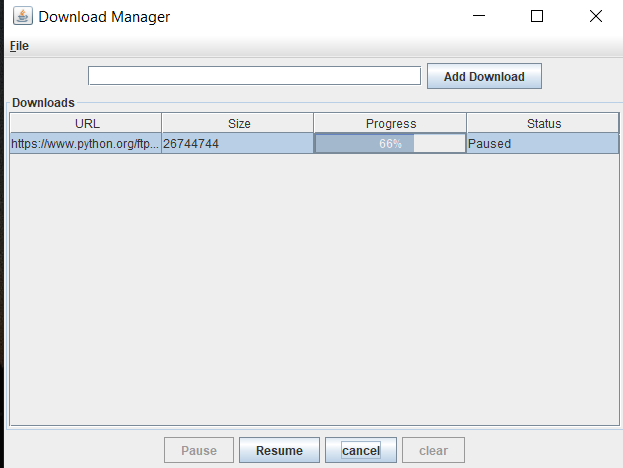 Download Manager
File
Add Download
Downloads
URL Size Progress Status
https://www.python.org/ftp... 26744744 66% Paused
Pause Resume cancel clear